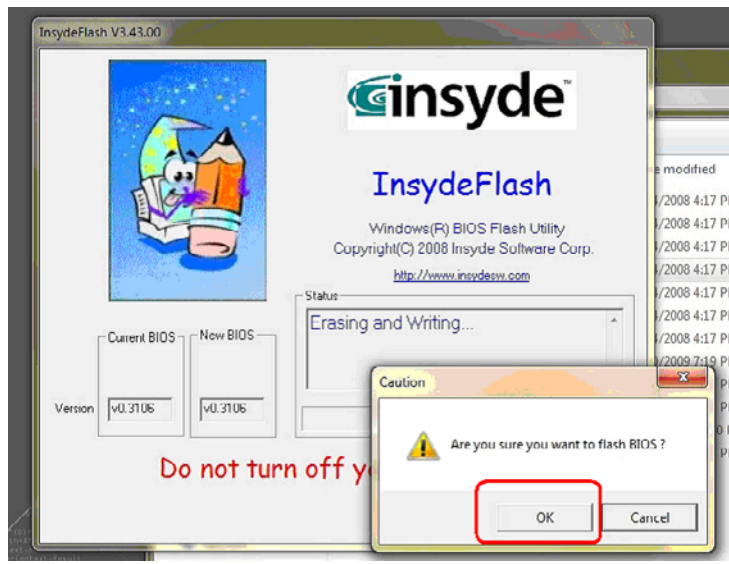 InsydeFlash V3.43.00
insyde™
InsydeFlash
Windows(R) BIOS Flash Utility
Copyright(C) 2008 Insyde Software Corp.
http://www.insydesw.com
Status
Erasing and Writing...
Current BIOS
New BIOS
Version
v0.3106
v0.3106
Do not turn off y
Caution
Are you sure you want to flash BIOS ?
OK
Cancel
e modified
/2008 4:17 P
/2008 4:17 P
/2008 4:17 P
/2008 4:17 P
/2008 4:17 P
/2008 4:17 P
/2008 4:17 P
/2009 7:19 P